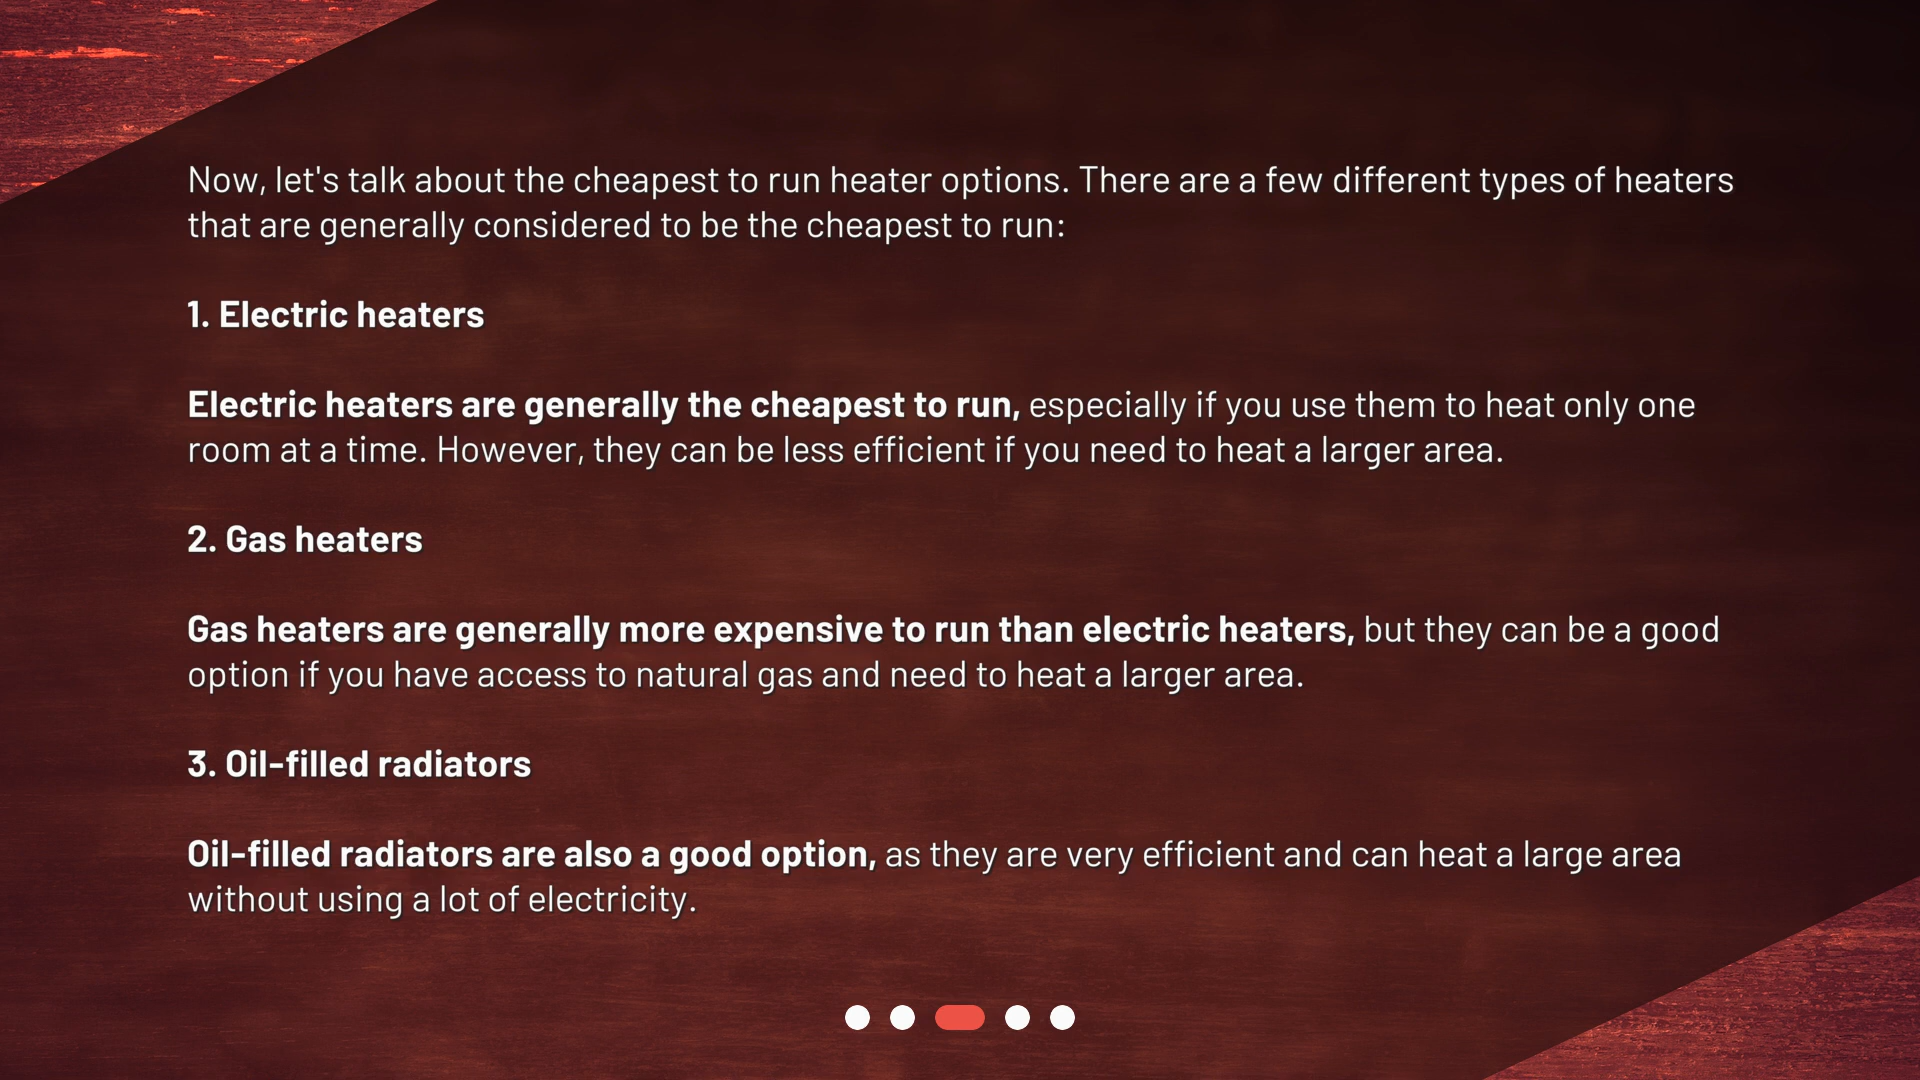 Now, let's talk about the cheapest to run heater options. There are a few different types of heaters
that are generally considered to be the cheapest to run:
1. Electric heaters
Electric heaters are generally the cheapest to run, especially if you use them to heat only one
room at a time. However, they can be less efficient if you need to heat a larger area.
2. Gas heaters
Gas heaters are generally more expensive to run than electric heaters, but they can be a good
option if you have access to natural gas and need to heat a larger area.
3. Oil-filled radiators
Oil-filled radiators are also a good option, as they are very efficient and can heat a large area
without using a lot of electricity.